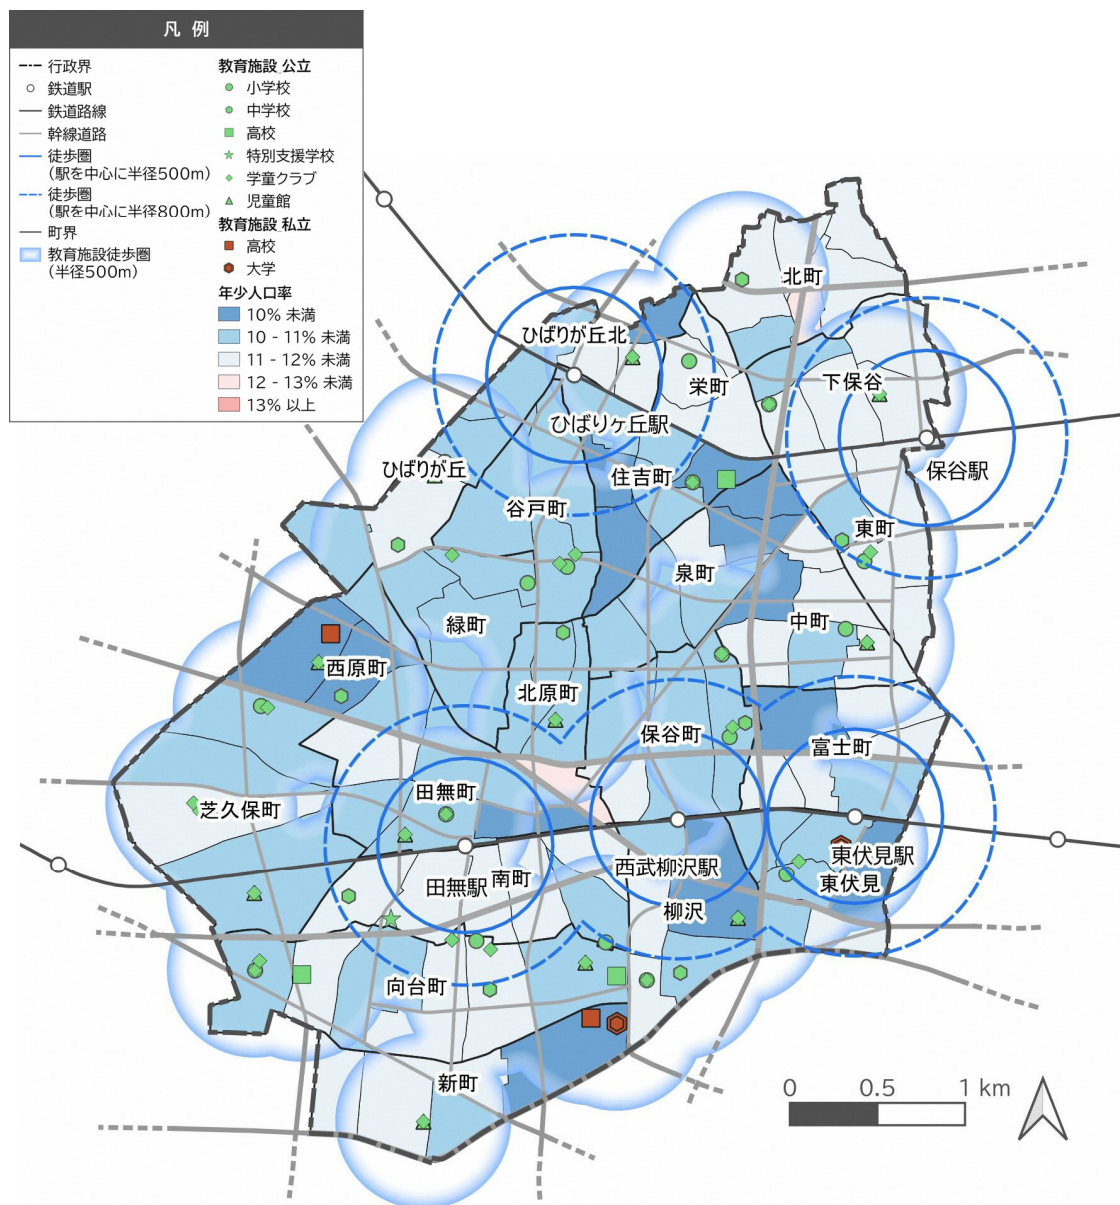 凡 例
行政界
鉄道駅
鉄道路線
幹線道路
徒歩圏
(駅を中心に半径500m)
徒歩圏
(駅を中心に半径800m)
町界
教育施設徒歩圏
(半径500m)
教育施設 公立
小学校
中学校
高校
特別支援学校
学童クラブ
児童館
教育施設 私立
高校
大学
年少人口率
10% 未満
10 - 11% 未満
11 - 12% 未満
12 - 13% 未満
13% 以上
北町
ひばりが丘北
栄町
下保谷
ひばりヶ丘駅
ひばりが丘
住吉町
保谷駅
谷戸町
東町
泉町
緑町
中町
西原町
北原町
保谷町
富士町
田無町
芝久保町
西武柳沢駅
東伏見駅
田無駅
南町
東伏見
柳沢
向台町
新町
0 0.5 1 km